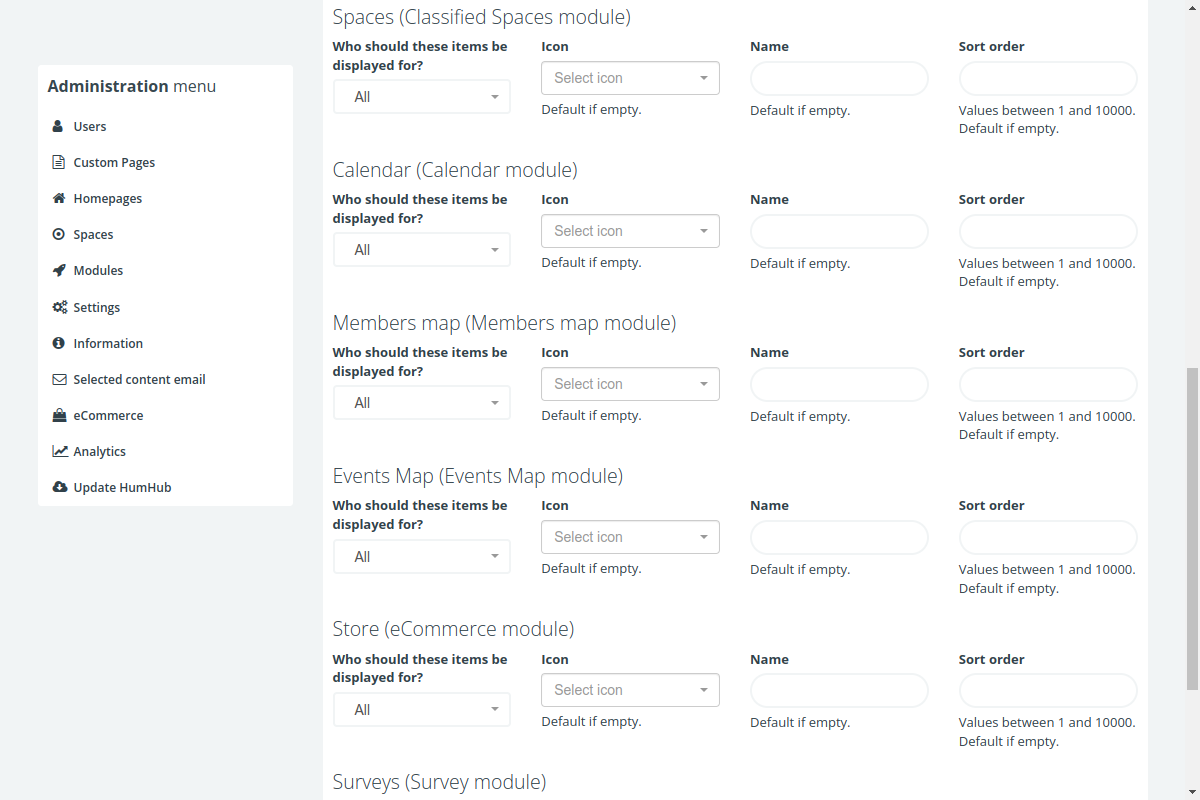 Administration menu
Users
Custom Pages
Homepages
Spaces
Modules
Settings
Information
Selected content email
eCommerce
Analytics
Update HumHub
Spaces (Classified Spaces module)
Who should these items be
displayed for?
All
Icon
Select icon
Default if empty.
Name
Default if empty.
Sort order
Values between 1 and 10000.
Default if empty.
Calendar (Calendar module)
Who should these items be
displayed for?
All
Icon
Select icon
Default if empty.
Name
Default if empty.
Sort order
Values between 1 and 10000.
Default if empty.
Members map (Members map module)
Who should these items be
displayed for?
All
Icon
Select icon
Default if empty.
Name
Default if empty.
Sort order
Values between 1 and 10000.
Default if empty.
Events Map (Events Map module)
Who should these items be
displayed for?
All
Icon
Select icon
Default if empty.
Name
Default if empty.
Sort order
Values between 1 and 10000.
Default if empty.
Store (eCommerce module)
Who should these items be
displayed for?
All
Icon
Select icon
Default if empty.
Name
Default if empty.
Sort order
Values between 1 and 10000.
Default if empty.
Surveys (Survey module)